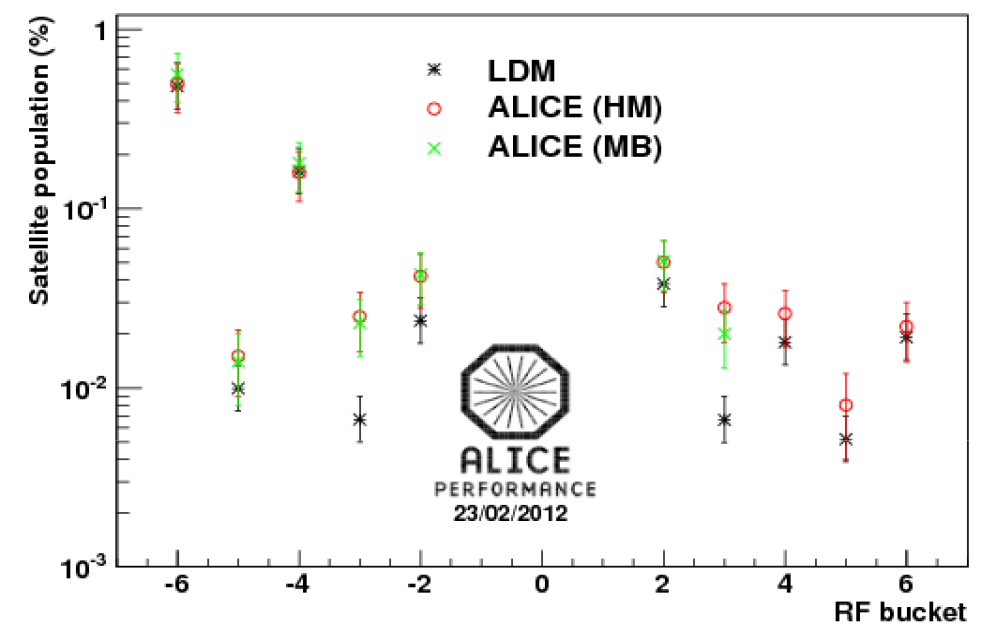 Satellite population (%)
1
10-1
10-2
10-3
LDM
ALICE (HM)
ALICE (MB)
ALICE
PERFORMANCE
23/02/2012
-6 -4 -2 0 2 4 6
RF bucket